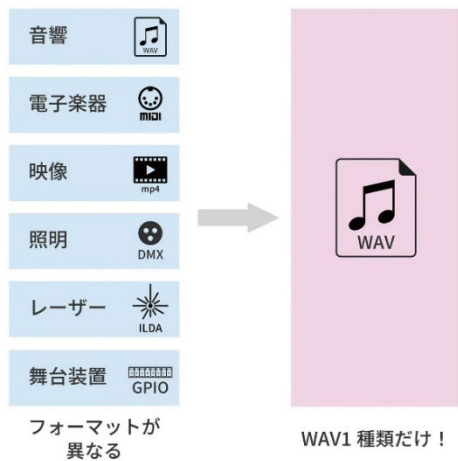 音響
WAV
電子楽器
MIDI
映像
mp4
照明
DMX
レーザー
ILDA
舞台装置
GPIO
フォーマットが
異なる
WAV
WAV1 種類だけ！